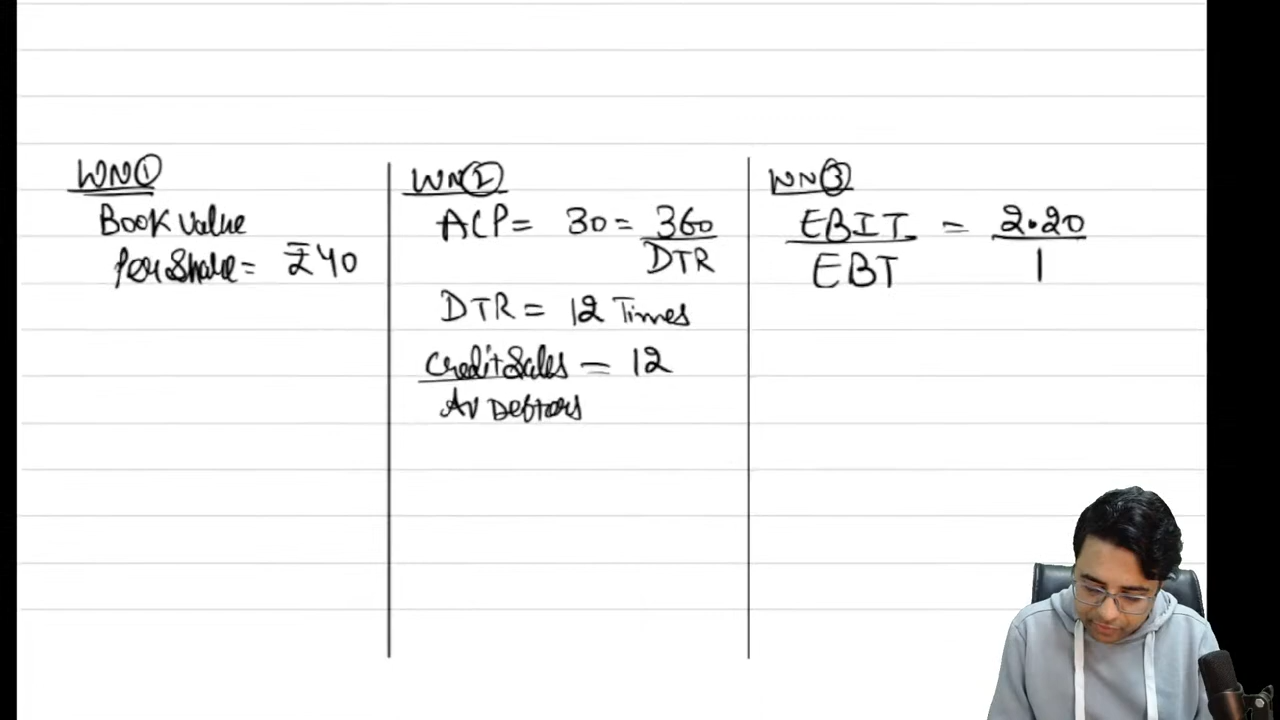 WN①
Book Value
Per Share = ₹40
WN②
ACP = 30 = 360
DTR
DTR = 12 Times
Credit Sales = 12
Av Debtors
WN③
EBIT = 2.20
EBT 1